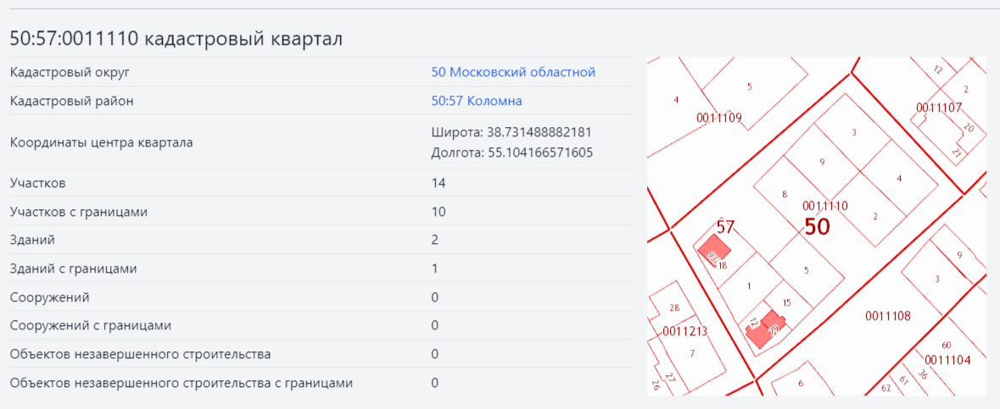 50:57:0011110 кадастровый квартал
Кадастровый округ 50 Московский областной
Кадастровый район 50:57 Коломна
Координаты центра квартала Широта: 38.731488882181
Долгота: 55.104166571605
Участков 14
Участков с границами 10
Зданий 2
Зданий с границами 1
Сооружений 0
Сооружений с границами 0
Объектов незавершенного строительства 0
Объектов незавершенного строительства с границами 0
12
5
2
4
0011107
0011109
20
3
21
9
4
8
0011110
2
57
50
9
18
5
3
1
15
28
0011108
12
79
0011213
60
7
0011104
36
27
61
6
26
62